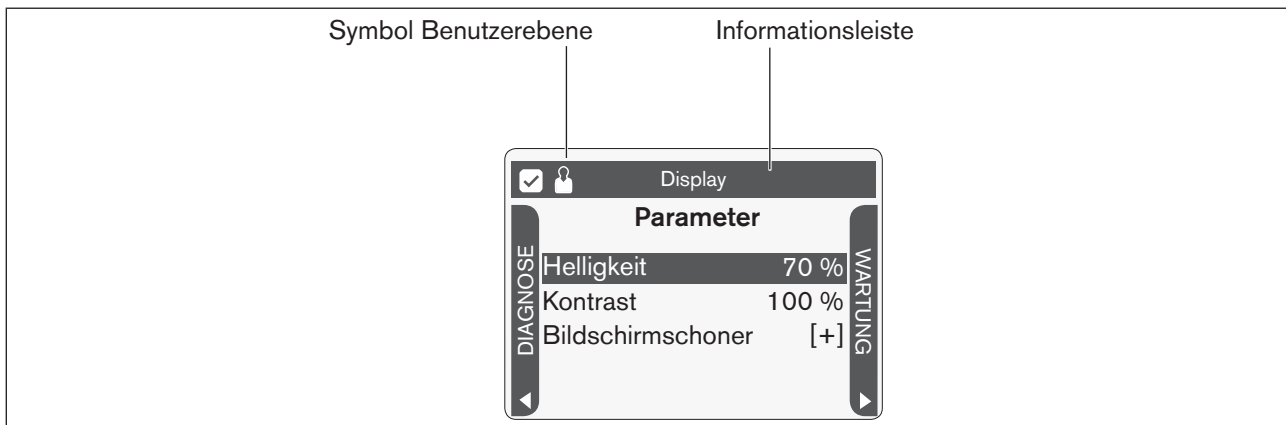 Symbol Benutzerebene
Informationsleiste
Display
Parameter
DIAGNOSE
Helligkeit 70 %
Kontrast 100 %
Bildschirmschoner [+]
WARTUNG